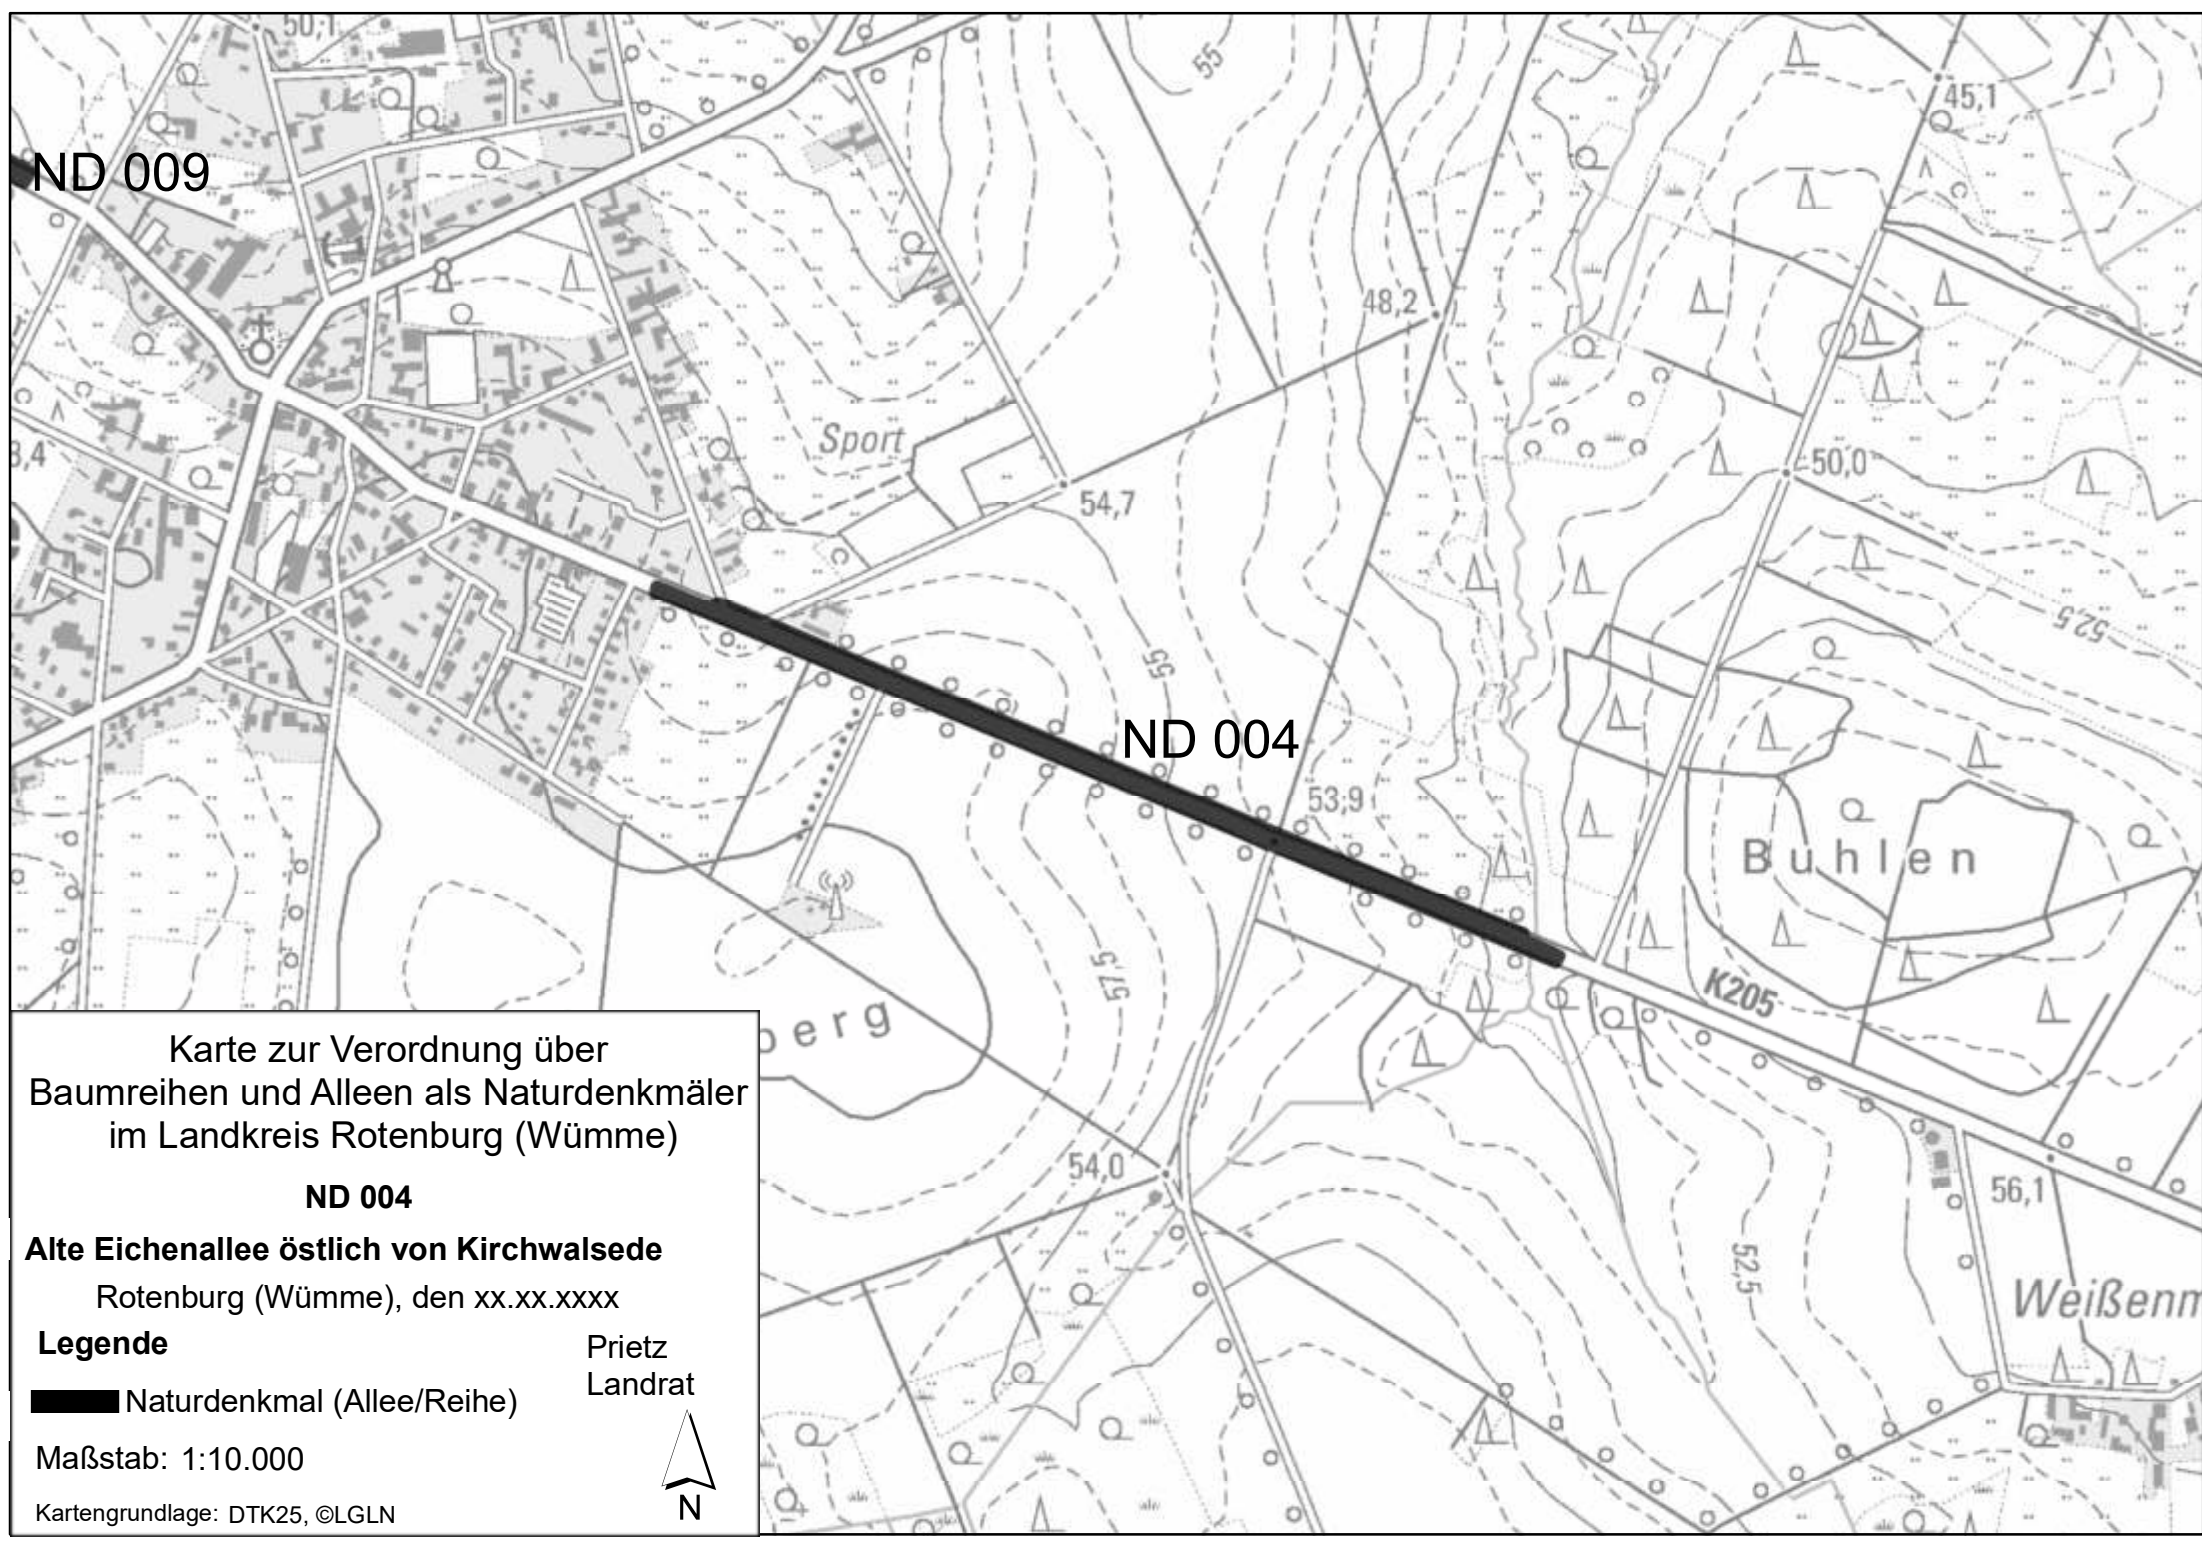 50,1
55
45,1
ND 009
48,2
Sport
3,4
50,0
54,7
52,5
55
ND 004
53,9
Buhlen
57,5
K205
berg
54,0
56,1
52,5
Weißenm
Karte zur Verordnung über
Baumreihen und Alleen als Naturdenkmäler
im Landkreis Rotenburg (Wümme)
ND 004
Alte Eichenallee östlich von Kirchwalsede
Rotenburg (Wümme), den xx.xx.xxxx
Legende
Prietz
Landrat
Naturdenkmal (Allee/Reihe)
Maßstab: 1:10.000
N
Kartengrundlage: DTK25, ©LGLN